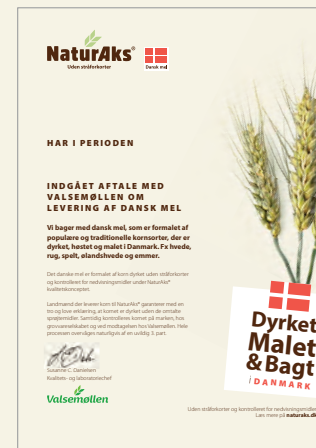 NaturAks®
Uden stråforkorter
Dansk mel
HAR I PERIODEN
INDGÅET AFTALE MED
VALSEMØLLEN OM
LEVERING AF DANSK MEL
Vi bager med dansk mel, som er formalet af
populære og traditionelle kornsorter, der er
dyrket, høstet og malet i Danmark. Fx hvede,
rug, spelt, ølandshvede og emmer.
Det danske mel er formalet af korn dyrket uden stråforkorter
og kontrolleret for nedvisningsmidler under NaturAks®
kvalitetskonceptet.
Landmænd der leverer korn til NaturAks® garanterer med en
tro og love erklæring, at kornet er dyrket uden de omtalte
sprøjtemidler. Samtidig kontrolleres kornet på marken, hos
grovvareselskabet og ved modtagelsen hos Valsemøllen. Hele
processen overvåges naturligvis af en uvildig 3. part.
Susanne C. Danielsen
Kvalitets- og laboratoriechef
Valsemøllen
Dyrket
Malet
& Bagt
i DANMARK
Uden stråforkorter og kontrolleret for nedvisningsmidler
Læs mere på naturaks.dk